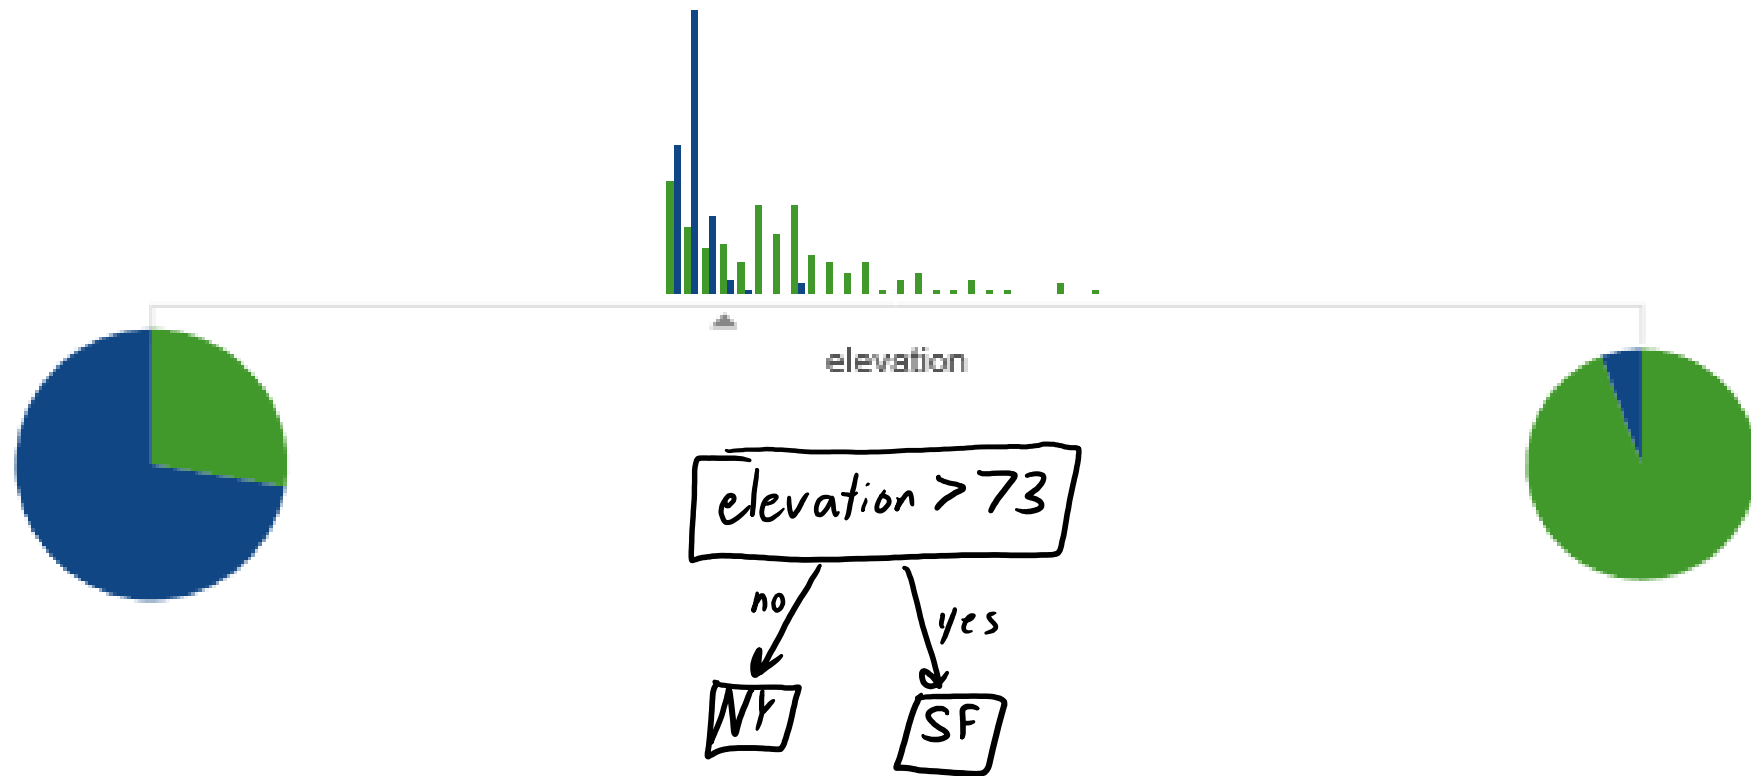 elevation
elevation > 73
no
yes
NY
SF